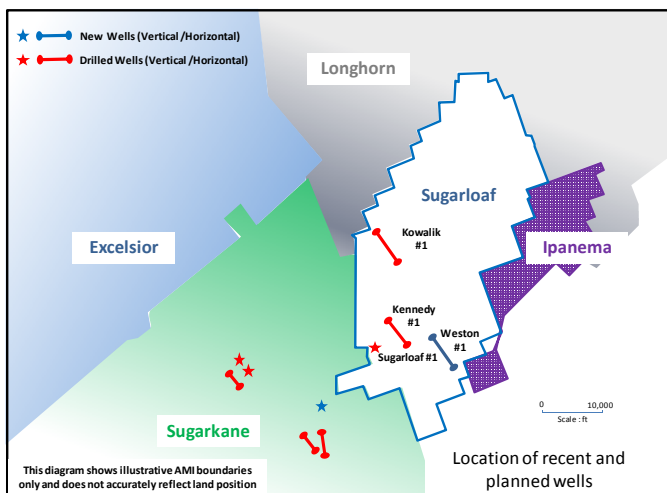 New Wells (Vertical /Horizontal)
Drilled Wells (Vertical /Horizontal)
Longhorn
Sugarloaf
Kowalik
#1
Excelsior
Ipanema
Kennedy
#1
Weston
#1
Sugarloaf #1
0 10,000
Scale : ft
Sugarkane
Location of recent and
planned wells
This diagram shows illustrative AMI boundaries
only and does not accurately reflect land position